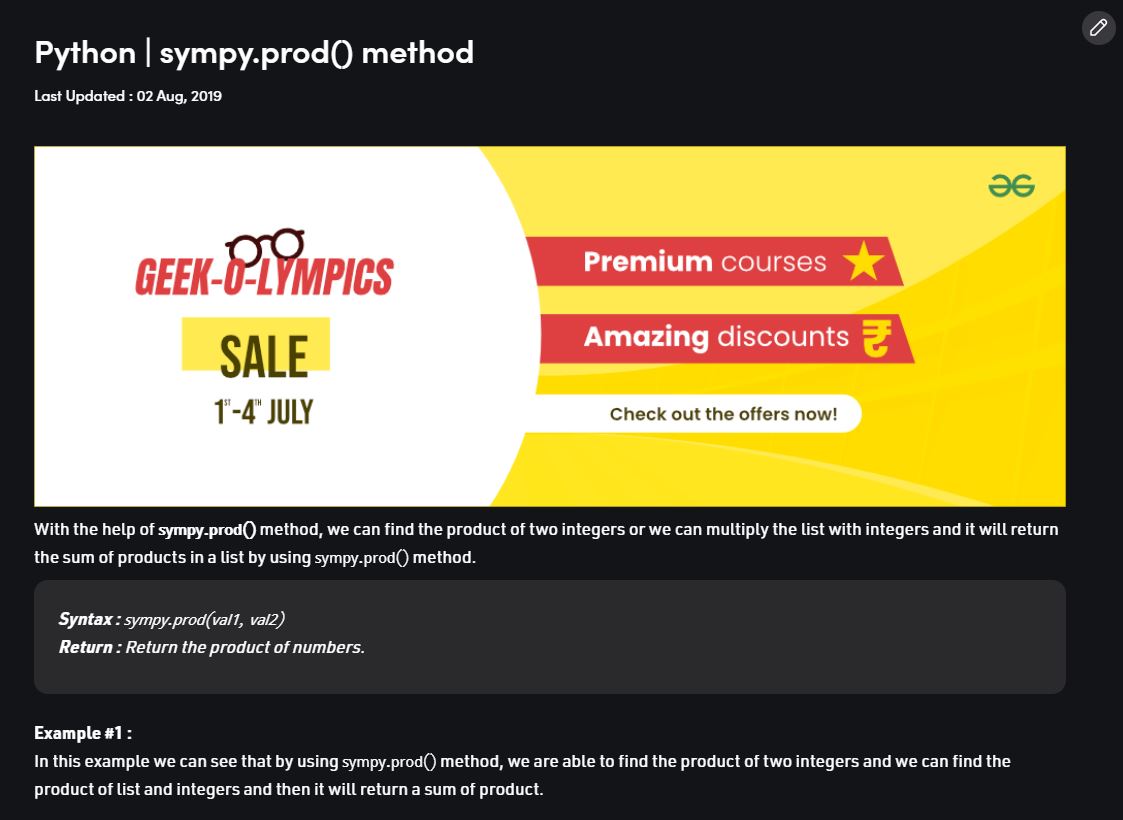 Python | sympy.prod() method
Last Updated : 02 Aug, 2019
GEEK-O-LYMPICS
SALE
1ST-4TH JULY
Premium courses
Amazing discounts ₹
Check out the offers now!
With the help of sympy.prod() method, we can find the product of two integers or we can multiply the list with integers and it will return
the sum of products in a list by using sympy.prod() method.
Syntax : sympy.prod(val1, val2)
Return : Return the product of numbers.
Example #1 :
In this example we can see that by using sympy.prod() method, we are able to find the product of two integers and we can find the
product of list and integers and then it will return a sum of product.